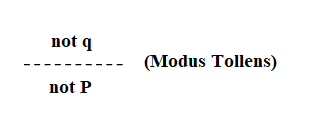 not q
---------- (Modus Tollens)
not P